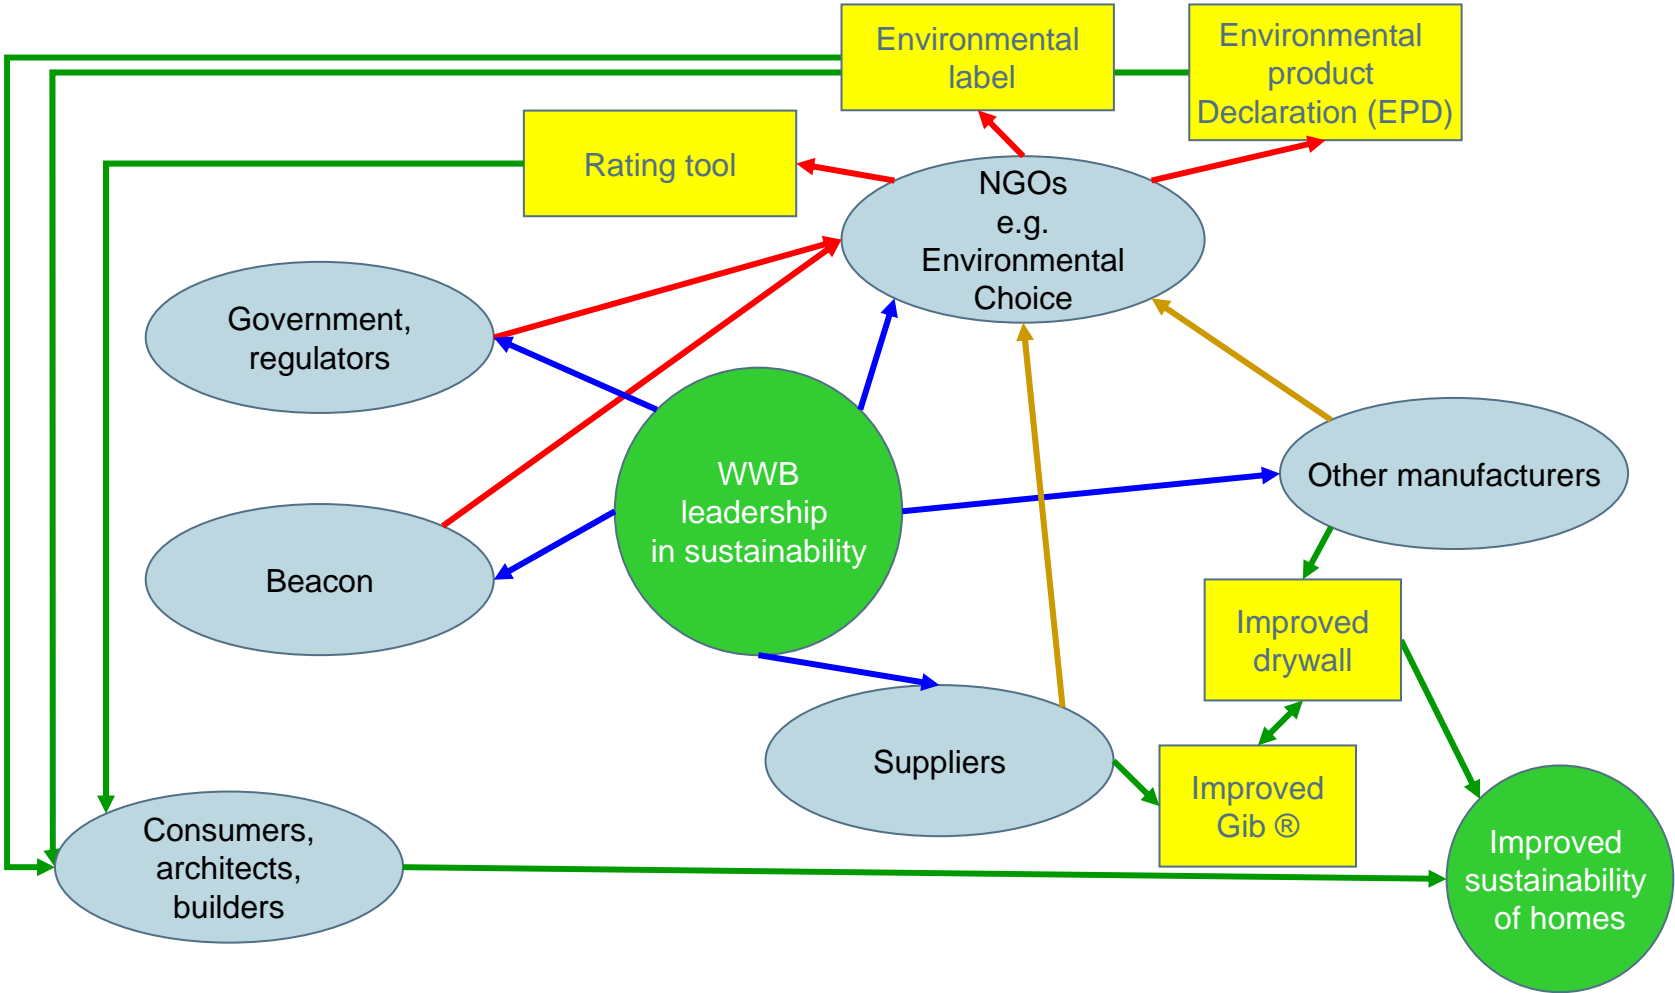 Environmental
label
Environmental
product
Declaration (EPD)
Rating tool
NGOs
e.g.
Environmental
Choice
Government,
regulators
WWB
leadership
in sustainability
Other manufacturers
Beacon
Improved
drywall
Suppliers
Improved
Gib ®
Consumers,
architects,
builders
Improved
sustainability
of homes